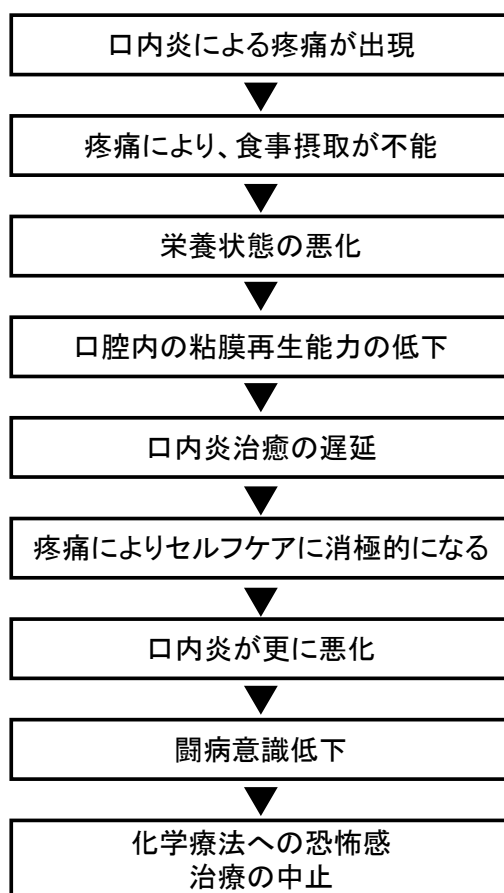 口内炎による疼痛が出現
疼痛により、食事摂取が不能
栄養状態の悪化
口腔内の粘膜再生能力の低下
口内炎治癒の遅延
疼痛によりセルフケアに消極的になる
口内炎が更に悪化
闘病意識低下
化学療法への恐怖感
治療の中止